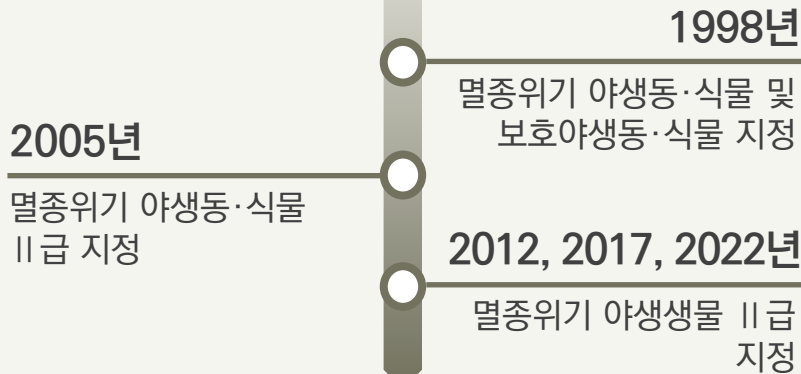 1998년
멸종위기 야생동·식물 및
보호야생동·식물 지정
2005년
멸종위기 야생동·식물
Ⅱ급 지정
2012, 2017, 2022년
멸종위기 야생생물 Ⅱ급
지정